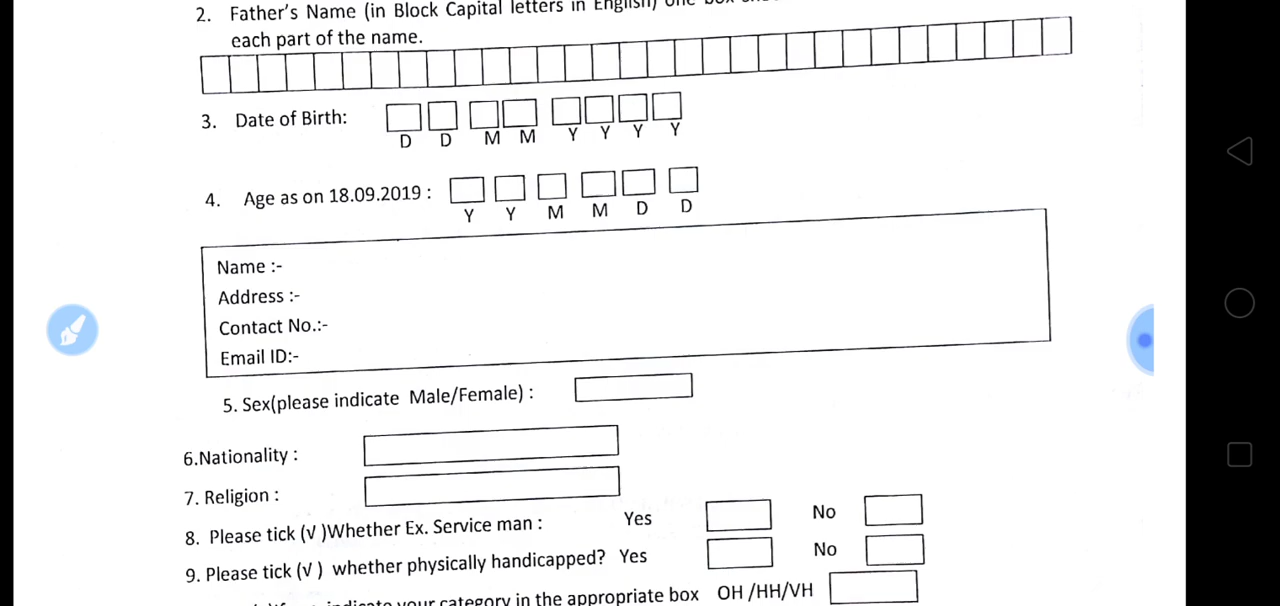 2. Father's Name (in Block Capital letters in English) one box
each part of the name.
3. Date of Birth:
D D M M Y Y Y Y
4. Age as on 18.09.2019 :
Y Y M M D D
Name :-
Address :-
Contact No.:-
Email ID:-
5. Sex(please indicate Male/Female) :
6.Nationality :
7. Religion :
8. Please tick (√ )Whether Ex. Service man : Yes No
9. Please tick (√ ) whether physically handicapped? Yes No
indicate your category in the appropriate box OH /HH/VH